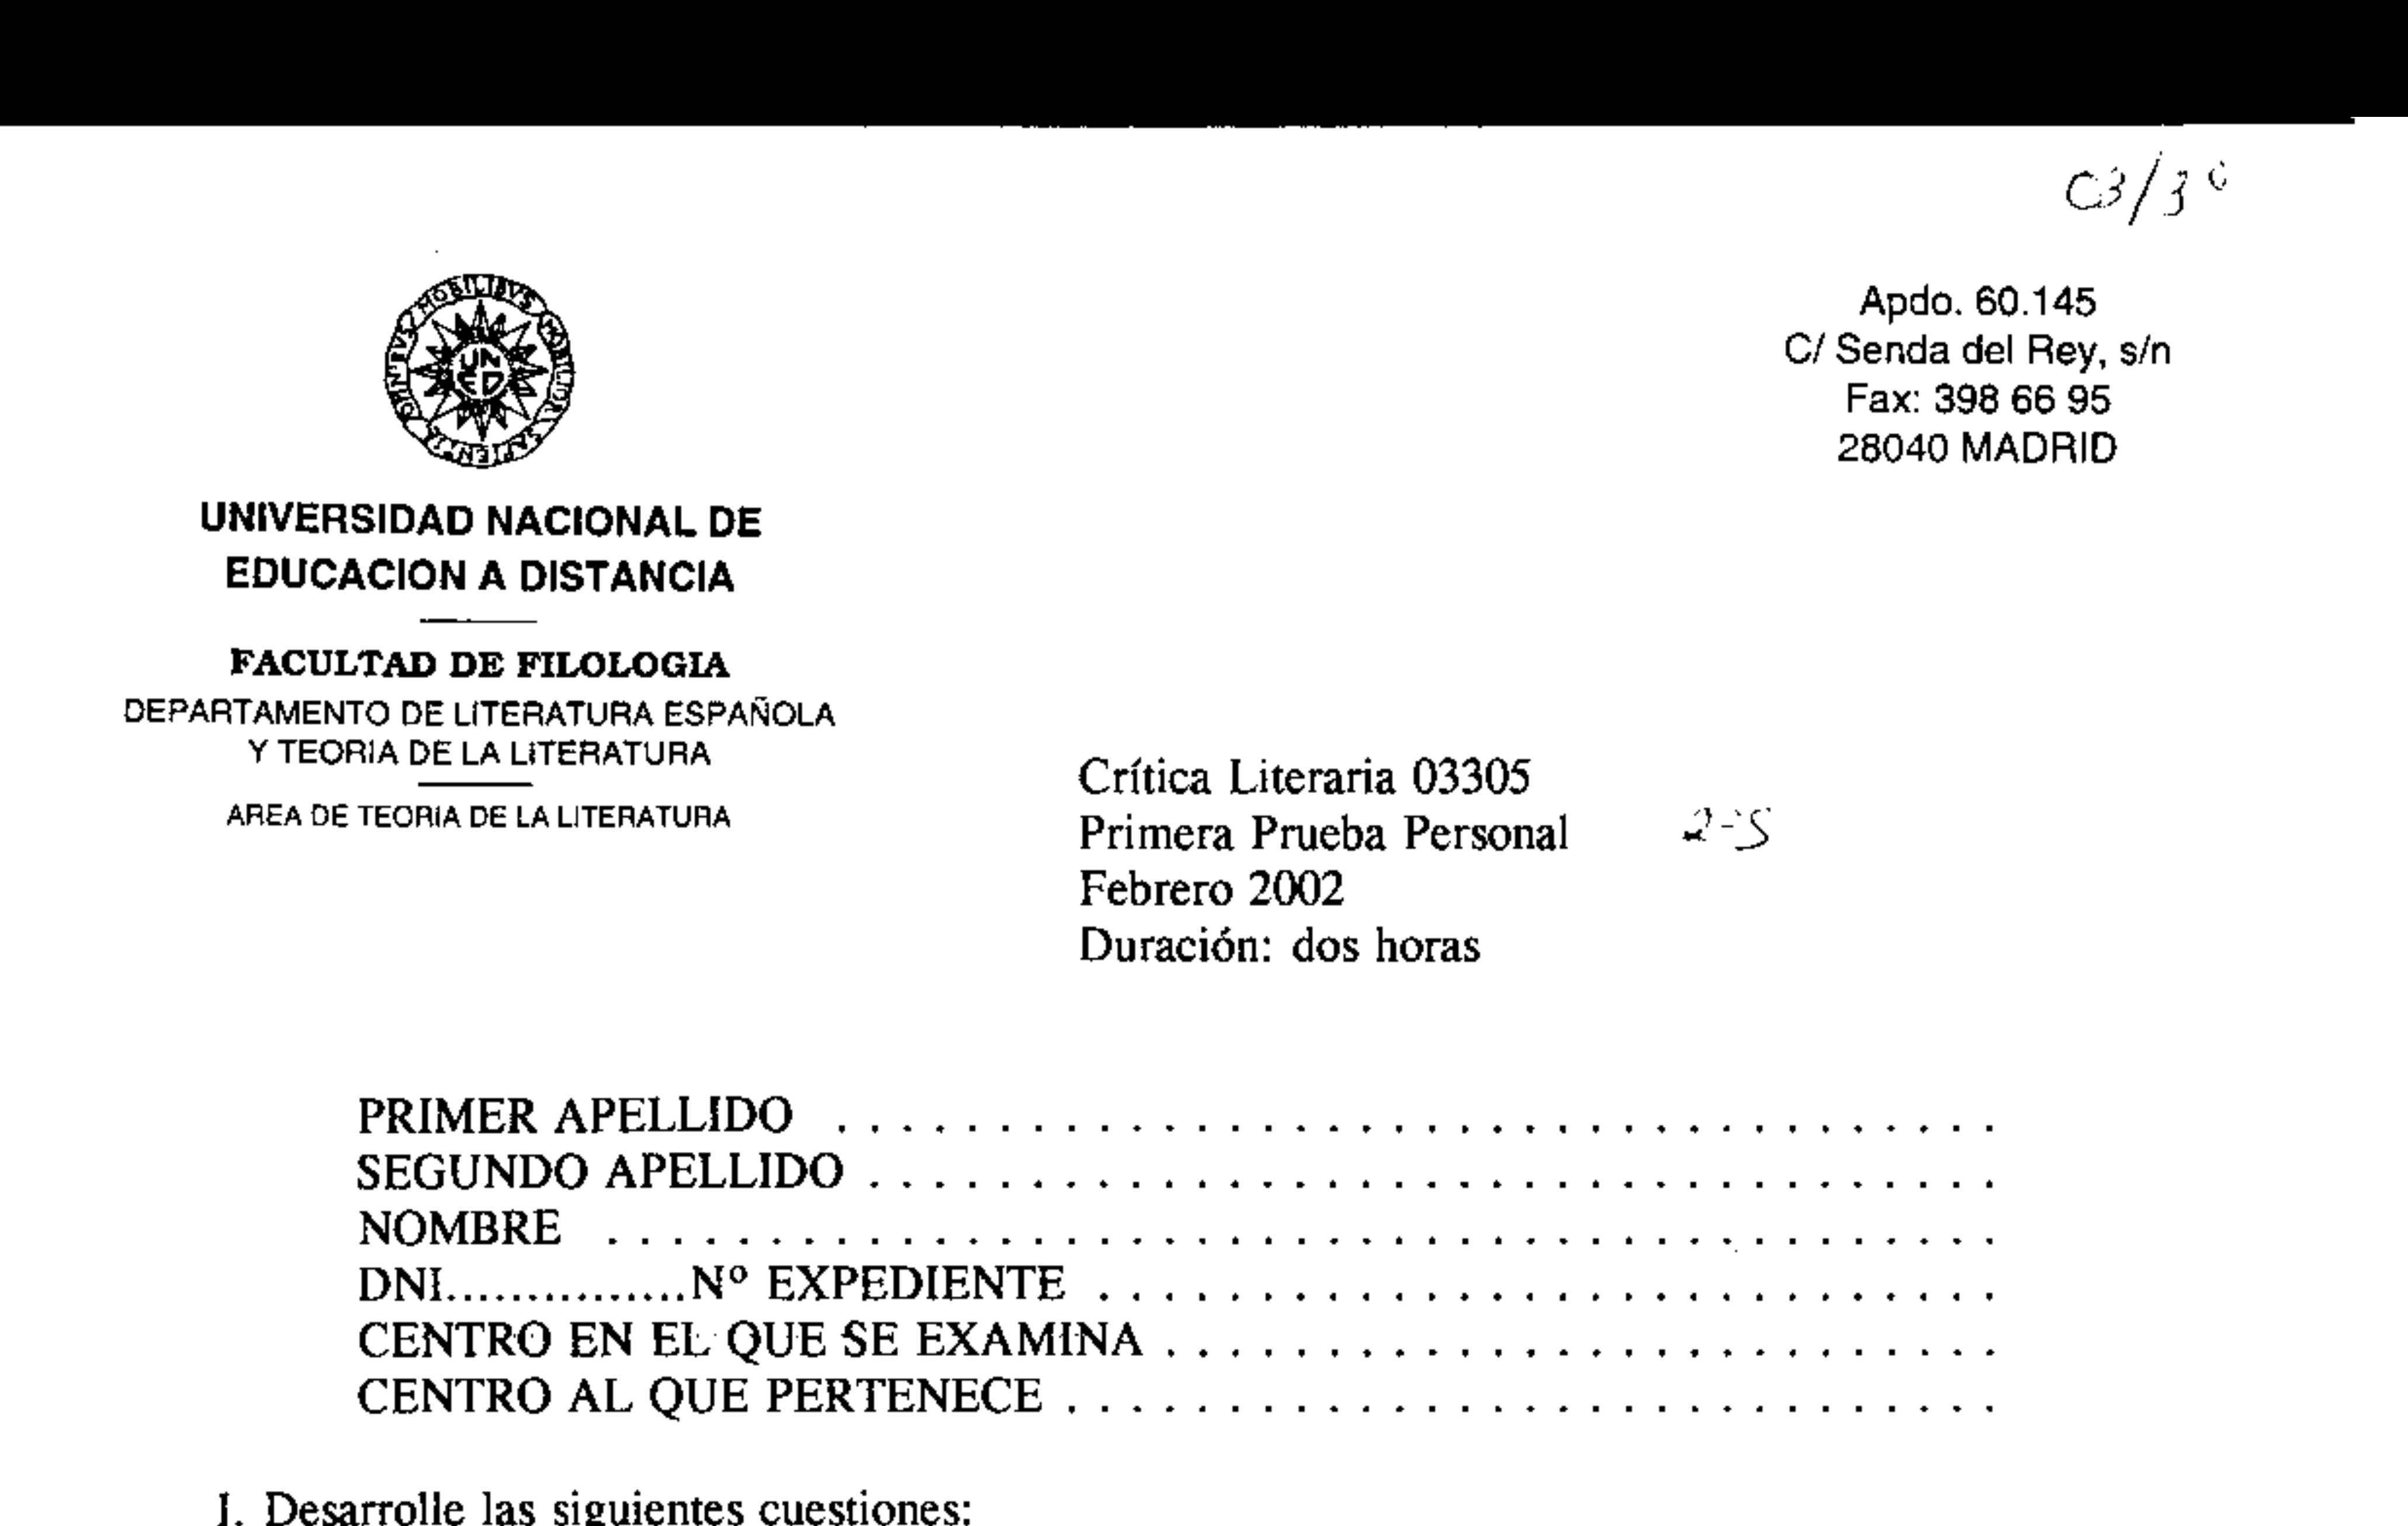 C3/3º
OMNIBVS MOBILIBVS MOBILIOR SAPIENTIA
UNED
Apdo. 60.145
C/ Senda del Rey, s/n
Fax: 398 66 95
28040 MADRID
UNIVERSIDAD NACIONAL DE
EDUCACION A DISTANCIA
FACULTAD DE FILOLOGIA
DEPARTAMENTO DE LITERATURA ESPAÑOLA
Y TEORIA DE LA LITERATURA
AREA DE TEORIA DE LA LITERATURA
Crítica Literaria 03305
Primera Prueba Personal 2-S
Febrero 2002
Duración: dos horas
PRIMER APELLIDO . . . . . . . . . . . . . . . . . . . . . . . . . . . . . . . . . . . .
SEGUNDO APELLIDO . . . . . . . . . . . . . . . . . . . . . . . . . . . . . . . . . . .
NOMBRE . . . . . . . . . . . . . . . . . . . . . . . . . . . . . . . . . . . . . . . . . . .
DNI...............Nº EXPEDIENTE . . . . . . . . . . . . . . . . . . . . . . . . . . . .
CENTRO EN EL QUE SE EXAMINA . . . . . . . . . . . . . . . . . . . . . . . . . .
CENTRO AL QUE PERTENECE . . . . . . . . . . . . . . . . . . . . . . . . . . . . .
I. Desarrolle las siguientes cuestiones: